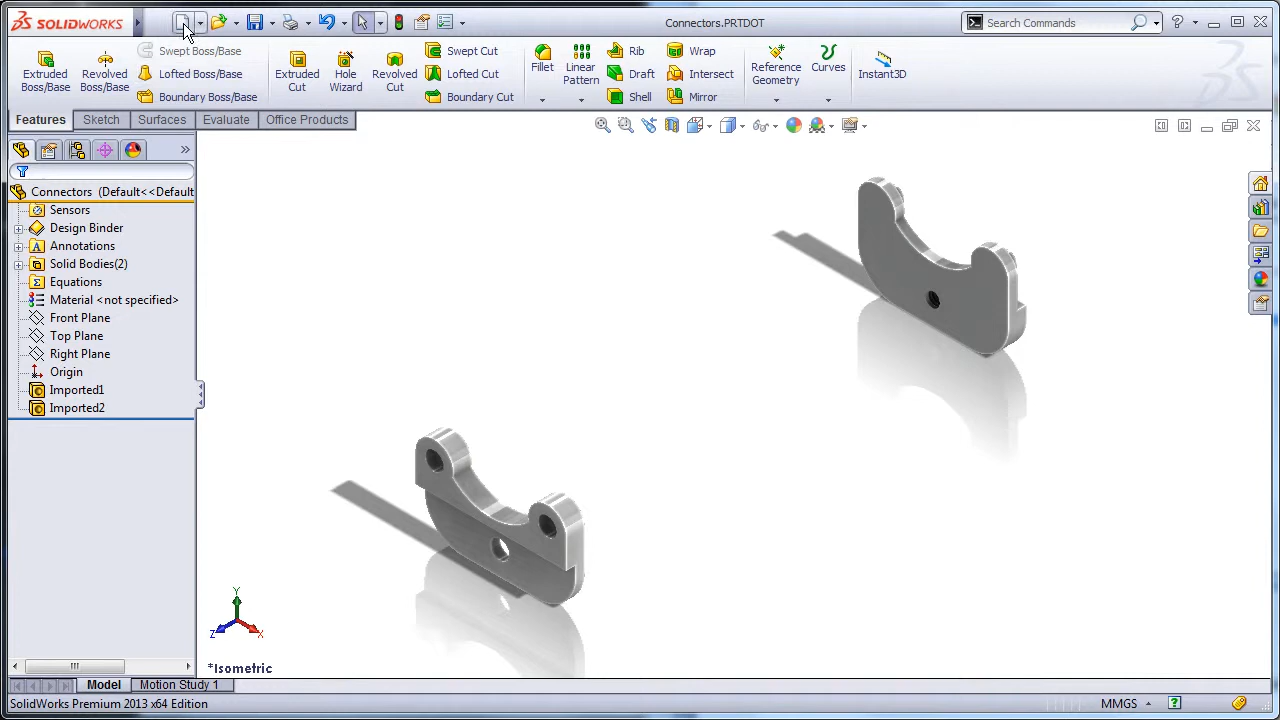 SOLIDWORKS
Connectors.PRTDOT
Search Commands
Extruded Boss/Base
Revolved Boss/Base
Swept Boss/Base
Lofted Boss/Base
Boundary Boss/Base
Extruded Cut
Hole Wizard
Revolved Cut
Swept Cut
Lofted Cut
Boundary Cut
Fillet
Linear Pattern
Rib
Draft
Shell
Wrap
Intersect
Mirror
Reference Geometry
Curves
Instant3D
Features
Sketch
Surfaces
Evaluate
Office Products
Connectors (Default<<Default
Sensors
Design Binder
Annotations
Solid Bodies(2)
Equations
Material <not specified>
Front Plane
Top Plane
Right Plane
Origin
Imported1
Imported2
Y
Z
X
*Isometric
Model
Motion Study 1
SolidWorks Premium 2013 x64 Edition
MMGS